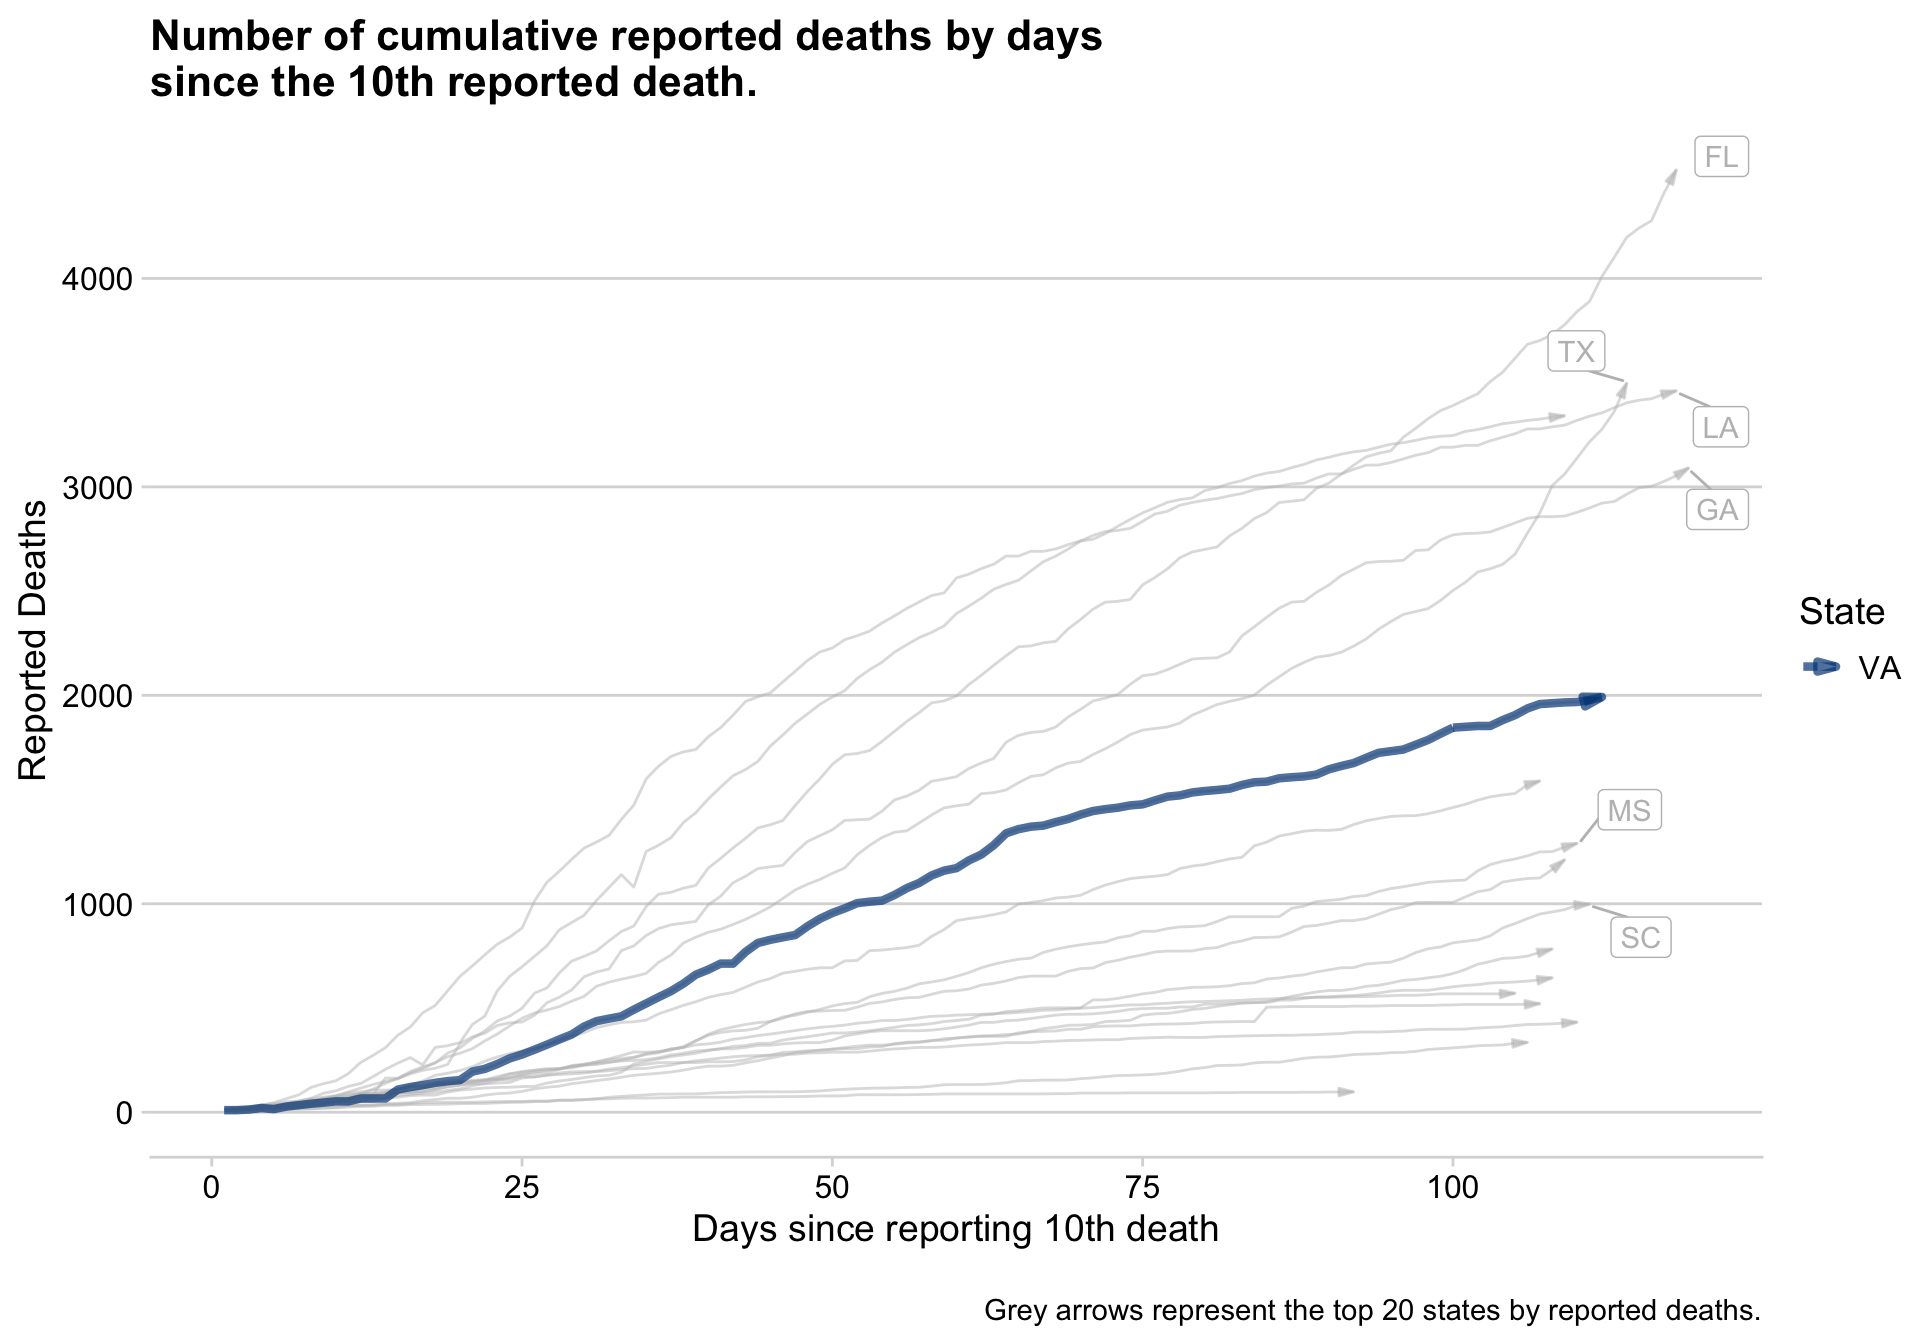 Number of cumulative reported deaths by days
since the 10th reported death.
FL
4000
TX
LA
3000
GA
Reported Deaths
State
VA
2000
MS
1000
SC
0
0 25 50 75 100
Days since reporting 10th death
Grey arrows represent the top 20 states by reported deaths.